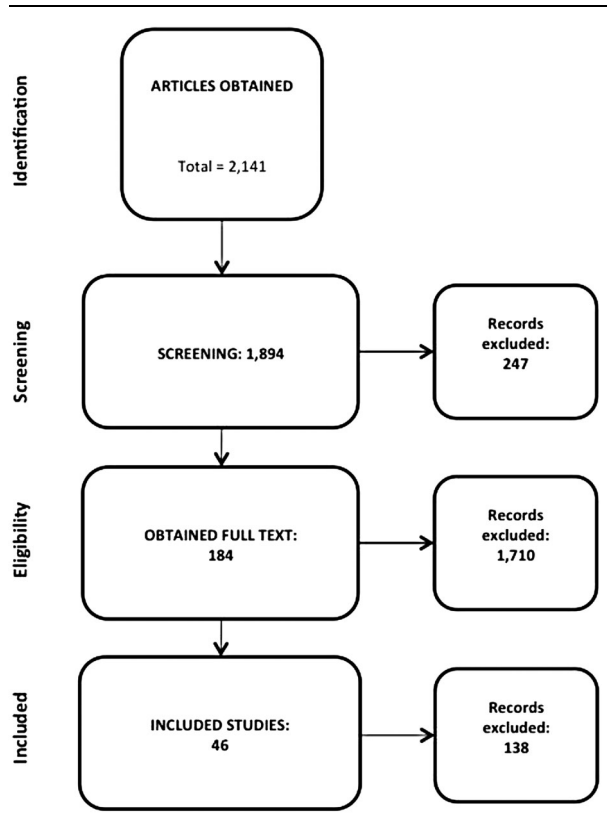 Identification
ARTICLES OBTAINED
Total = 2,141
Screening
SCREENING: 1,894
Records
excluded:
247
Eligibility
OBTAINED FULL TEXT:
184
Records
excluded:
1,710
Included
INCLUDED STUDIES:
46
Records
excluded:
138